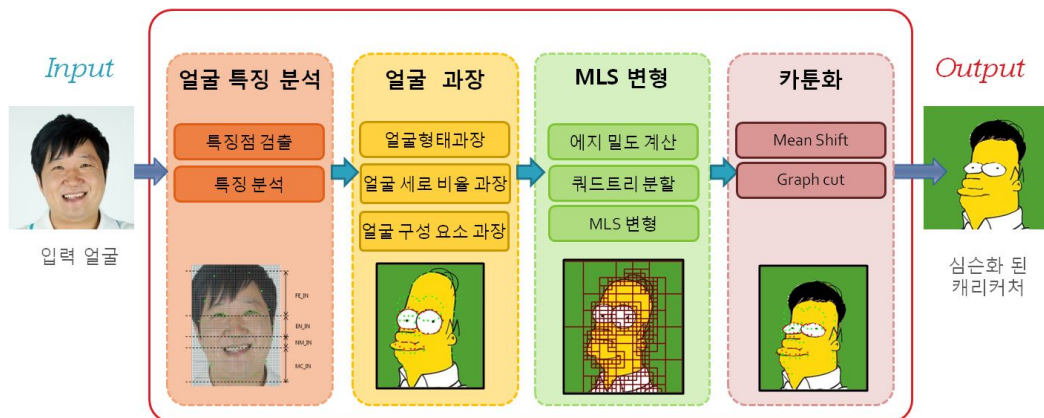 Input
입력 얼굴
얼굴 특징 분석
특징점 검출
특징 분석
FE_IN
EN_IN
NM_IN
MC_IN
얼굴 과장
얼굴형태과장
얼굴 세로 비율 과장
얼굴 구성 요소 과장
MLS 변형
에지 밀도 계산
쿼드트리 분할
MLS 변형
카툰화
Mean Shift
Graph cut
Output
심슨화 된
캐리커처